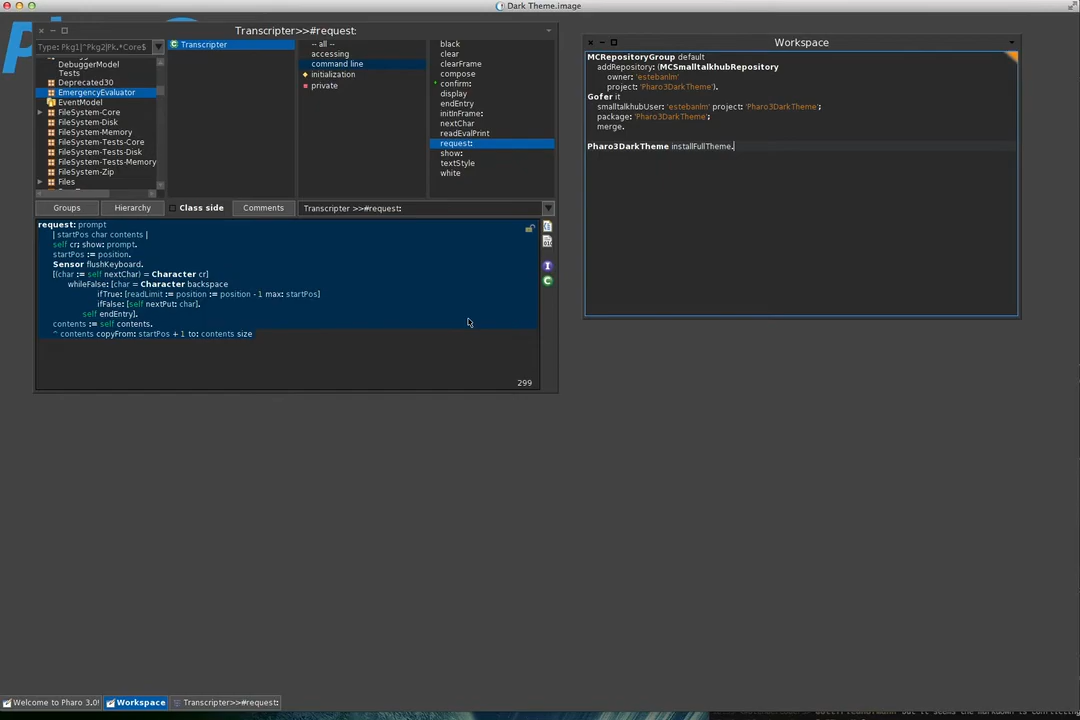 Dark Theme.image
Transcripter>>#request:
Type: Pkg1|^Pkg2|Pk.*Core$
DebuggerModel
Tests
Deprecated30
EmergencyEvaluator
EventModel
FileSystem-Core
FileSystem-Disk
FileSystem-Memory
FileSystem-Tests-Core
FileSystem-Tests-Disk
FileSystem-Tests-Memory
FileSystem-Zip
Files
Transcripter
-- all --
accessing
command line
initialization
private
black
clear
clearFrame
compose
confirm:
display
endEntry
initInFrame:
nextChar
readEvalPrint
request:
show:
textStyle
white
Groups
Hierarchy
Class side
Comments
Transcripter >>#request:
request: prompt
| startPos char contents |
self cr; show: prompt.
startPos := position.
Sensor flushKeyboard.
[(char := self nextChar) = Character cr]
whileFalse: [char = Character backspace
ifTrue: [readLimit := position := position - 1 max: startPos]
ifFalse: [self nextPut: char].
self endEntry].
contents := self contents.
^ contents copyFrom: startPos + 1 to: contents size
299
Workspace
MCRepositoryGroup default
addRepository: (MCSmalltalkhubRepository
owner: 'estebanlm'
project: 'Pharo3DarkTheme').
Gofer it
smalltalkhubUser: 'estebanlm' project: 'Pharo3DarkTheme';
package: 'Pharo3DarkTheme';
merge.
Pharo3DarkTheme installFullTheme.
Welcome to Pharo 3.0!
Workspace
Transcripter>>#request: